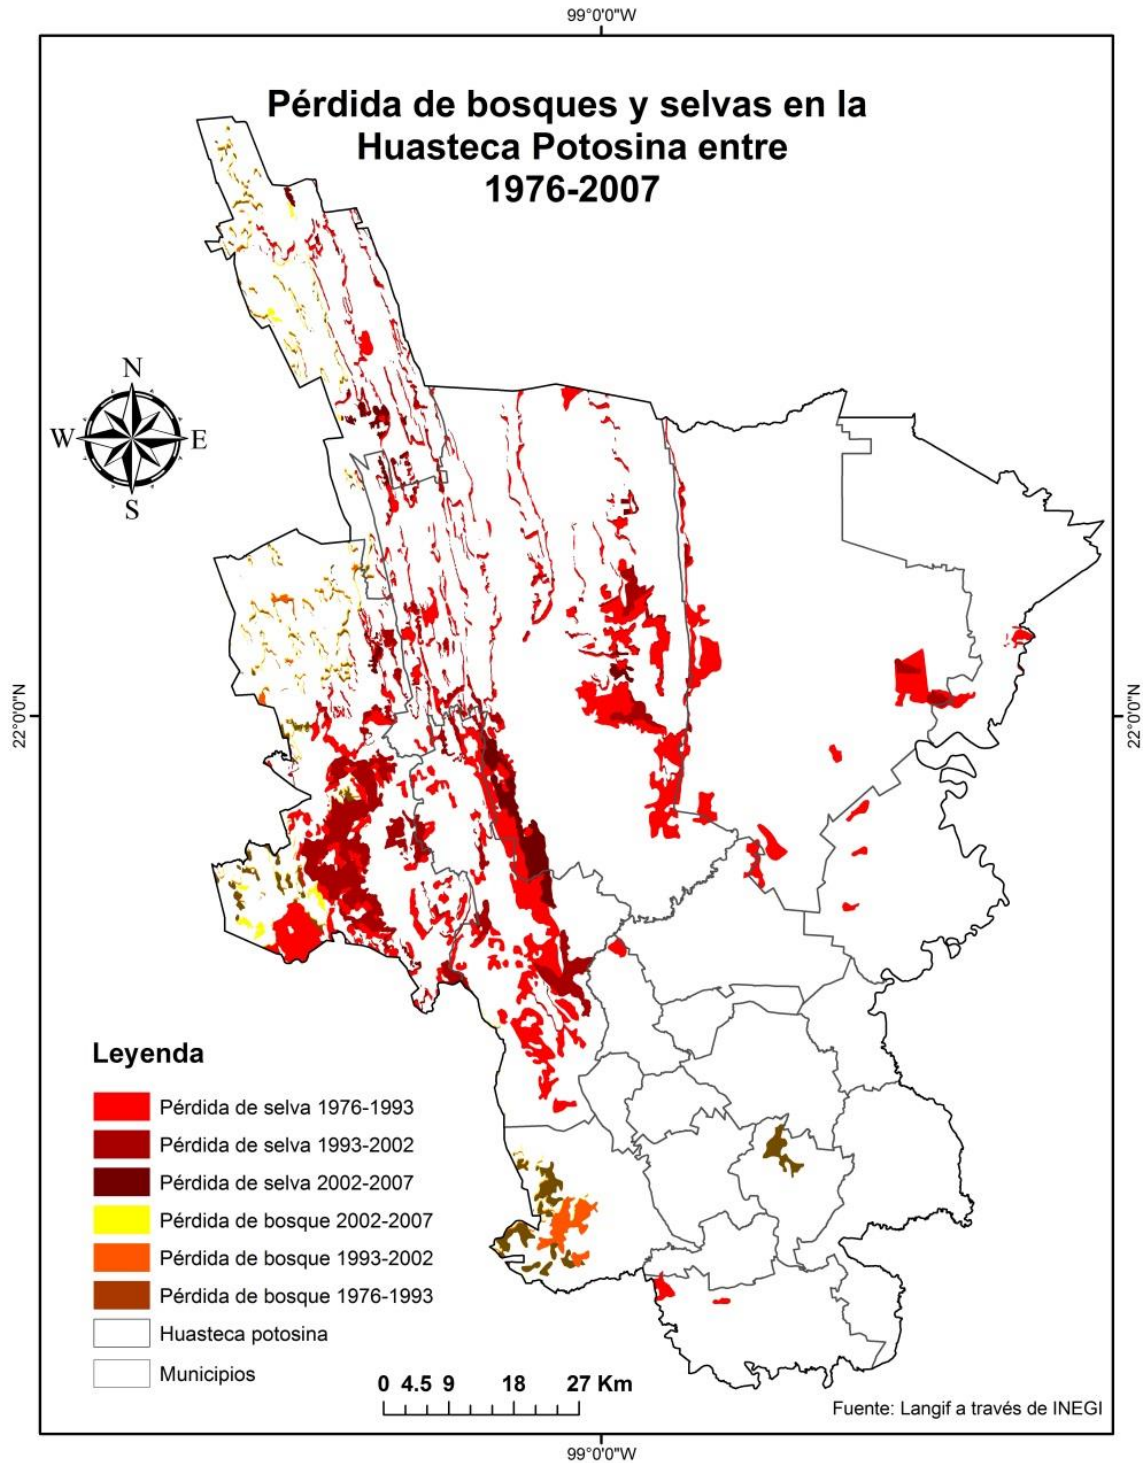 99°0'0"W
Pérdida de bosques y selvas en la
Huasteca Potosina entre
1976-2007
N
W E
S
22°0'0"N
22°0'0"N
Leyenda
Pérdida de selva 1976-1993
Pérdida de selva 1993-2002
Pérdida de selva 2002-2007
Pérdida de bosque 2002-2007
Pérdida de bosque 1993-2002
Pérdida de bosque 1976-1993
Huasteca potosina
Municipios
0 4.5 9 18 27 Km
Fuente: Langif a través de INEGI
99°0'0"W